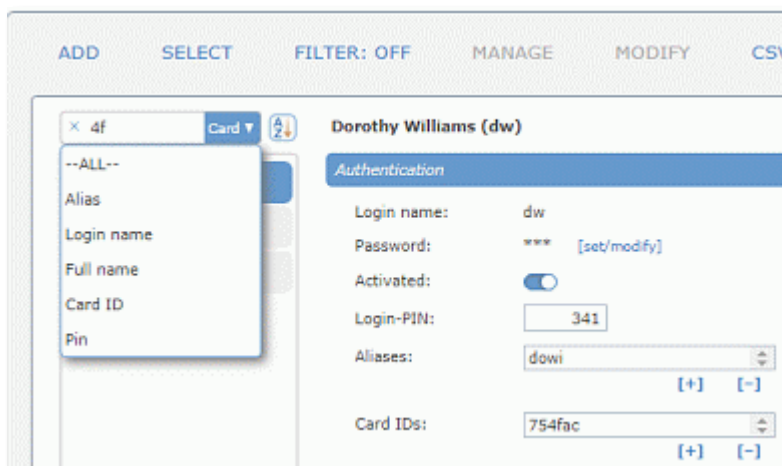 ADD SELECT FILTER: OFF MANAGE MODIFY CSV
× 4f Card ▼ A Z Dorothy Williams (dw)
--ALL-- Authentication
Alias Login name: dw
Login name Password: *** [set/modify]
Full name Activated:
Card ID Login-PIN: 341
Pin Aliases: dowi
[+] [-]
Card IDs: 754fac
[+] [-]